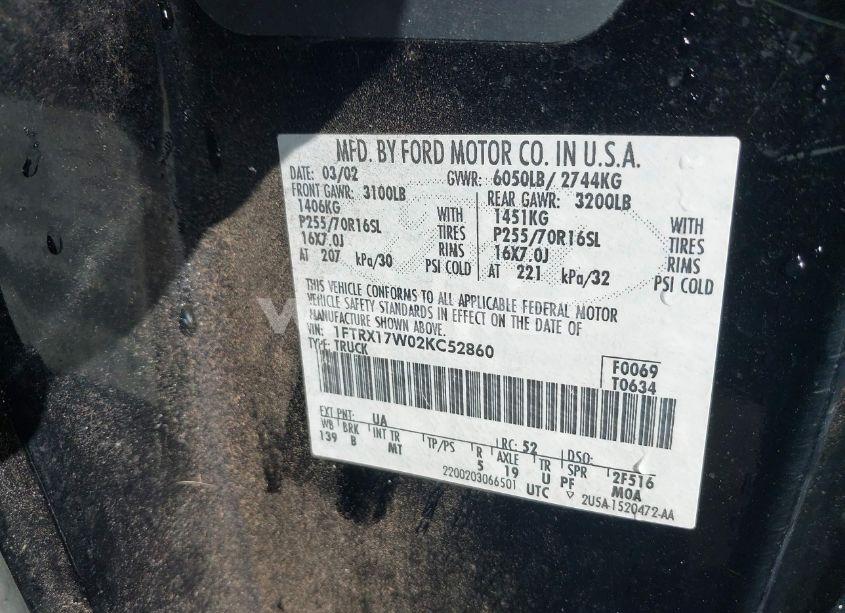 MFD. BY FORD MOTOR CO. IN U.S.A.
DATE: 03/02 GVWR: 6050LB/ 2744KG
FRONT GAWR: 3100LB REAR GAWR: 3200LB
1406KG WITH 1451KG WITH
P255/70R16SL TIRES P255/70R16SL TIRES
16X7.0J RIMS 16X7.0J RIMS
AT 207 kPa/30 PSI COLD AT 221 kPa/32 PSI COLD
THIS VEHICLE CONFORMS TO ALL APPLICABLE FEDERAL MOTOR
VEHICLE SAFETY STANDARDS IN EFFECT ON THE DATE OF
MANUFACTURE SHOWN ABOVE.
VIN: 1FTRX17W02KC52860
TYPE: TRUCK
F0069
T0634
EXT PNT: UA RC: 52 DSO:
WB BRK INT TR TP/PS R AXLE TR SPR 2F516
139 B MT 5 19 U PF MOA
2200203066501 UTC 2U5A-1520472-AA